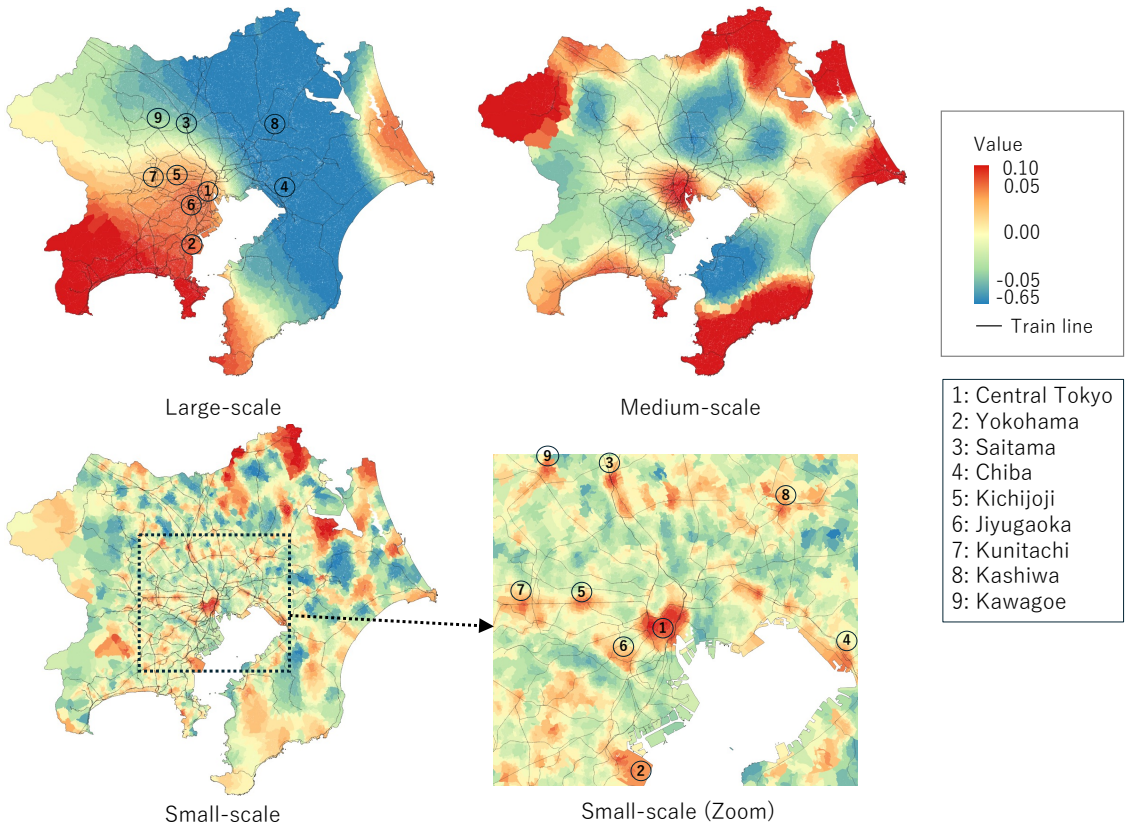 9
3
8
7
5
1
4
6
2
Large-scale
Medium-scale
Value
0.10
0.05
0.00
-0.05
-0.65
Train line
1: Central Tokyo
2: Yokohama
3: Saitama
4: Chiba
5: Kichijoji
6: Jiyugaoka
7: Kunitachi
8: Kashiwa
9: Kawagoe
9
3
8
7
5
1
6
4
2
Small-scale
Small-scale (Zoom)